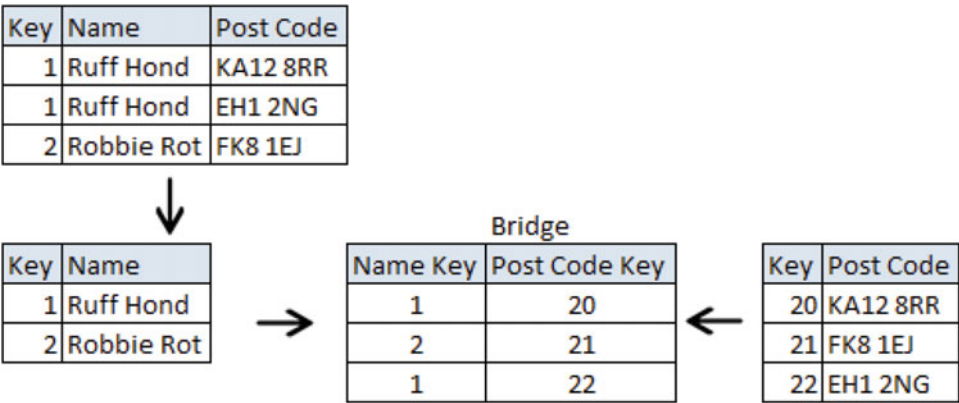 Key Name Post Code
1 Ruff Hond KA12 8RR
1 Ruff Hond EH1 2NG
2 Robbie Rot FK8 1EJ
Key Name
1 Ruff Hond
2 Robbie Rot
Bridge
Name Key Post Code Key
1 20
2 21
1 22
Key Post Code
20 KA12 8RR
21 FK8 1EJ
22 EH1 2NG